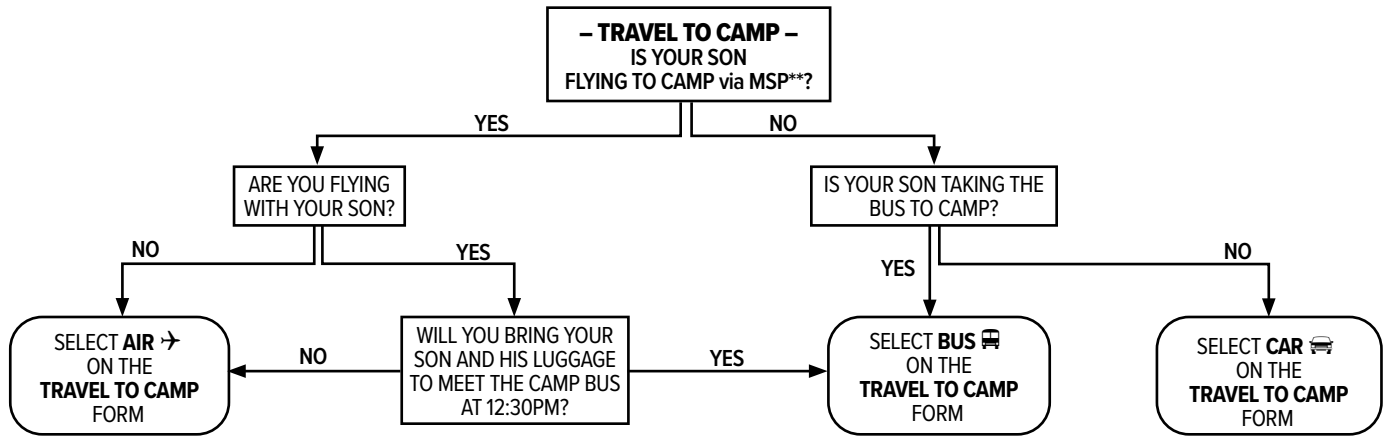 – TRAVEL TO CAMP –
IS YOUR SON
FLYING TO CAMP via MSP**?
YES
NO
ARE YOU FLYING
WITH YOUR SON?
IS YOUR SON TAKING THE
BUS TO CAMP?
NO
YES
YES
NO
SELECT AIR
ON THE
TRAVEL TO CAMP
FORM
NO
WILL YOU BRING YOUR
SON AND HIS LUGGAGE
TO MEET THE CAMP BUS
AT 12:30PM?
YES
SELECT BUS
ON THE
TRAVEL TO CAMP
FORM
SELECT CAR
ON THE
TRAVEL TO CAMP
FORM